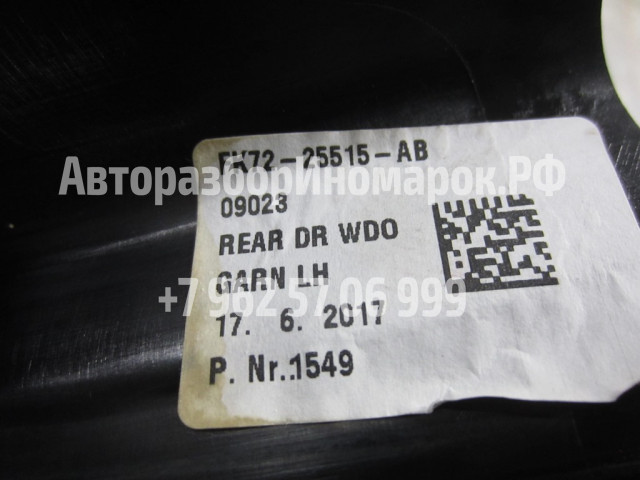 FK72-25515-AB
АвторазборИномарок.РФ
09023
REAR DR WDO
GARN LH
+7 962 57 06 999
17. 6. 2017
P. Nr.:1549